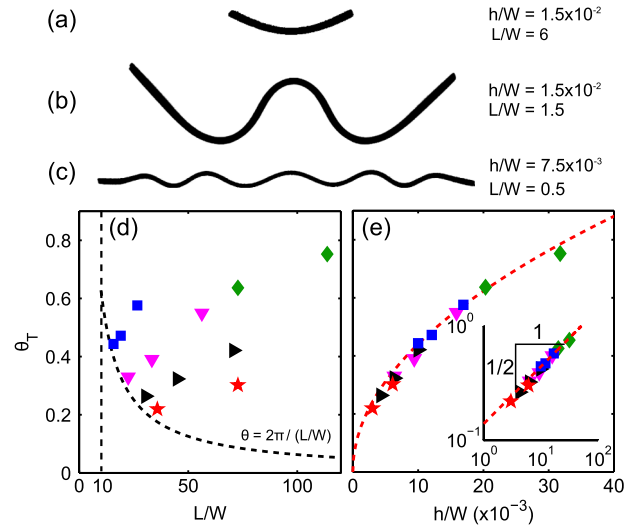 (a)
h/W = 1.5x10⁻²
L/W = 6
(b)
h/W = 1.5x10⁻²
L/W = 1.5
(c)
h/W = 7.5x10⁻³
L/W = 0.5
(d)
0.8
0.6
0.4
0.2
0
θ_T
θ = 2π / (L/W)
0 10 50 100
L/W
(e)
10⁰
10⁻¹
1
1/2
10⁰ 10¹ 10²
0 10 20 30 40
h/W (x10⁻³)